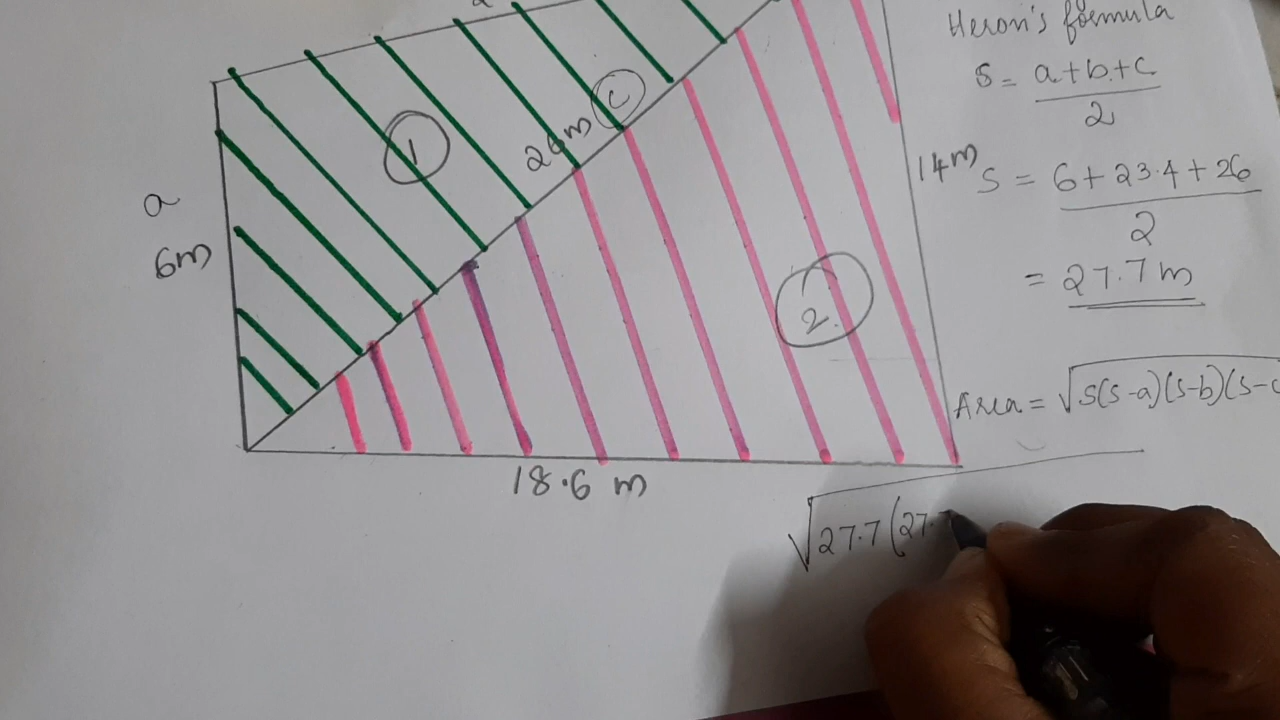 Heron's formula
S = a+b+c
2
14m
S = 6+23.4+26
2
= 27.7 m
Area = √S(S-a)(S-b)(S-c
√27.7(27.7
a
6m
1
26m
C
2.
18.6 m